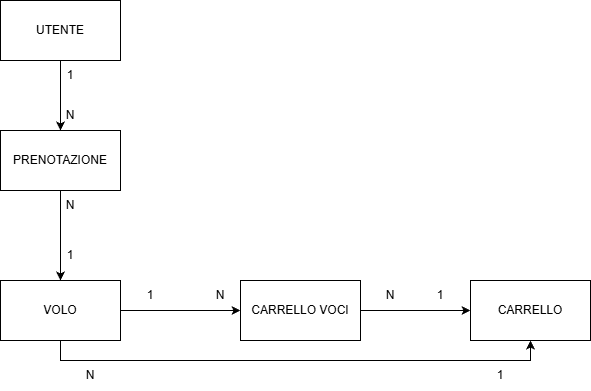 UTENTE
1
N
PRENOTAZIONE
N
1
VOLO
1
N
CARRELLO VOCI
N
1
CARRELLO
N
1